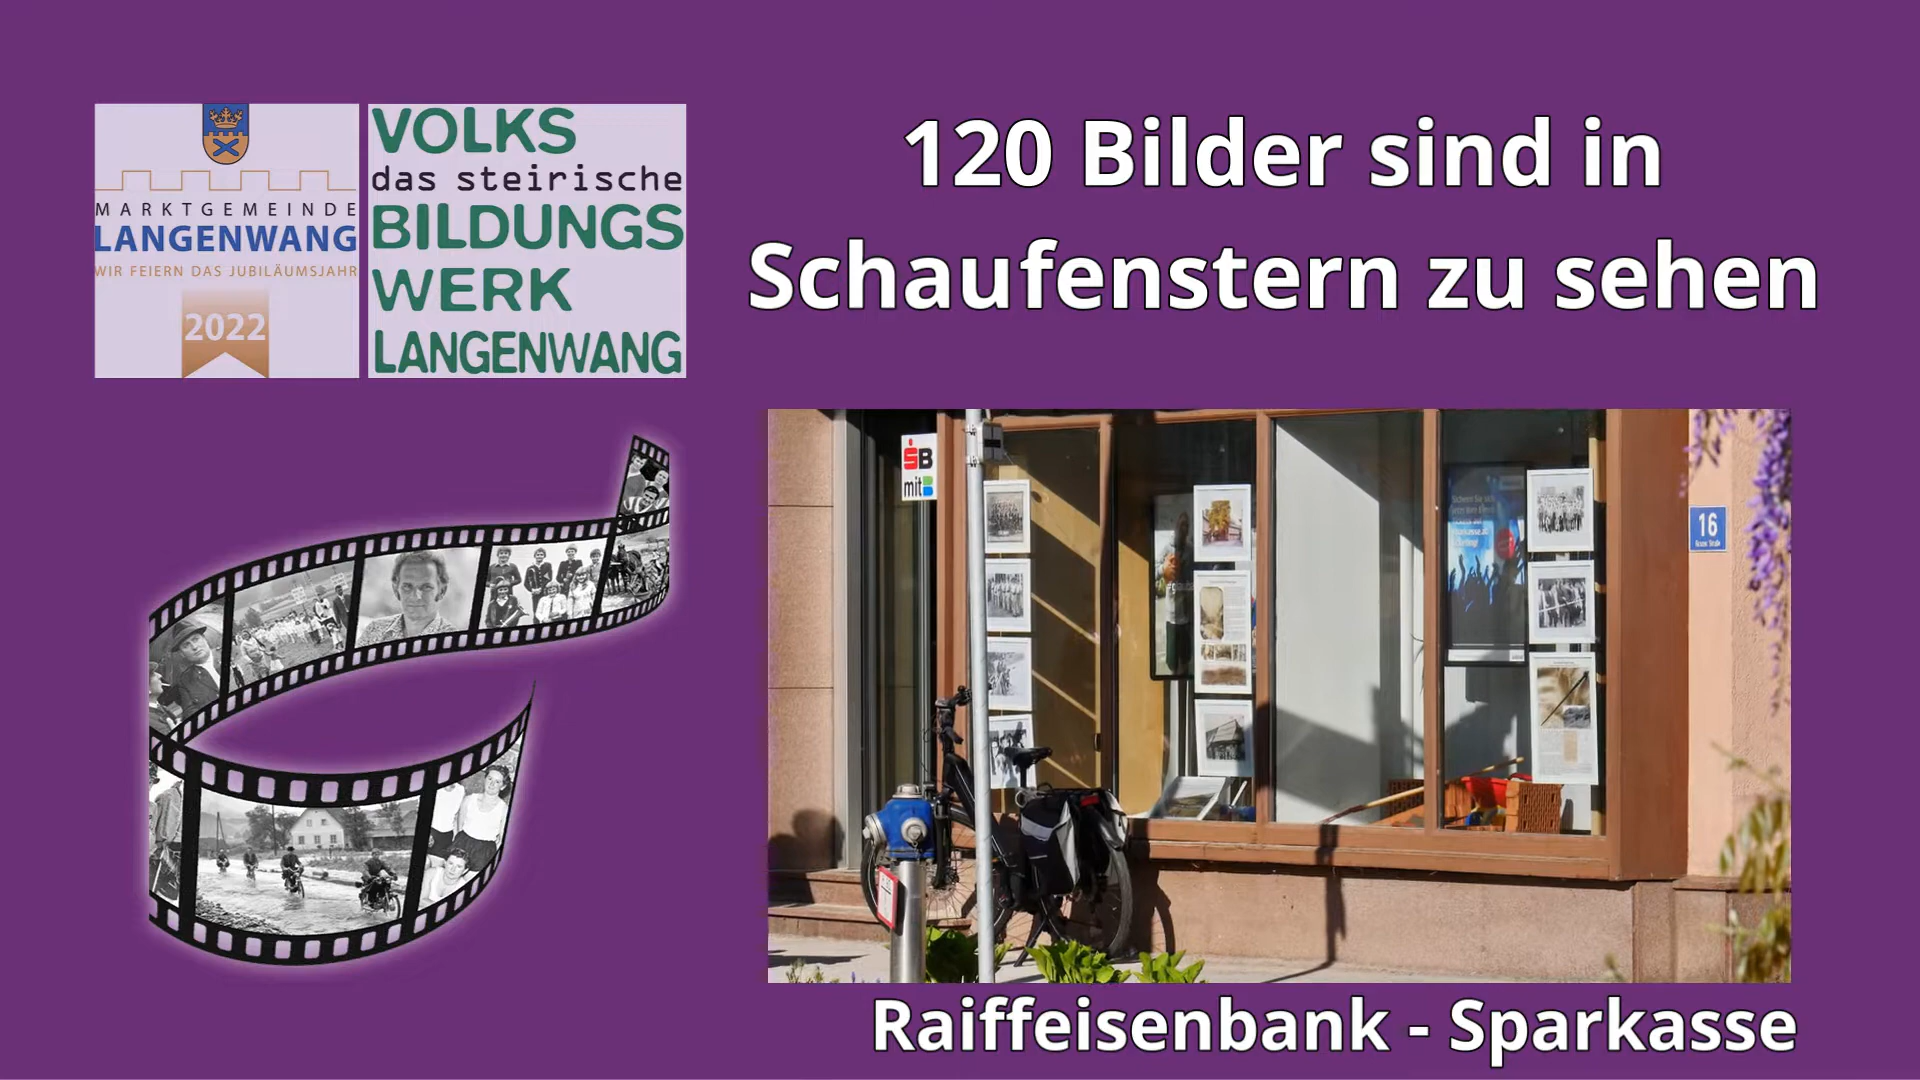 MARKTGEMEINDE
LANGENWANG
WIR FEIERN DAS JUBILÄUMSJAHR
2022
VOLKS
das steirische
BILDUNGS
WERK
LANGENWANG
120 Bilder sind in
Schaufenstern zu sehen
SB
mit
16
Raiffeisenbank - Sparkasse